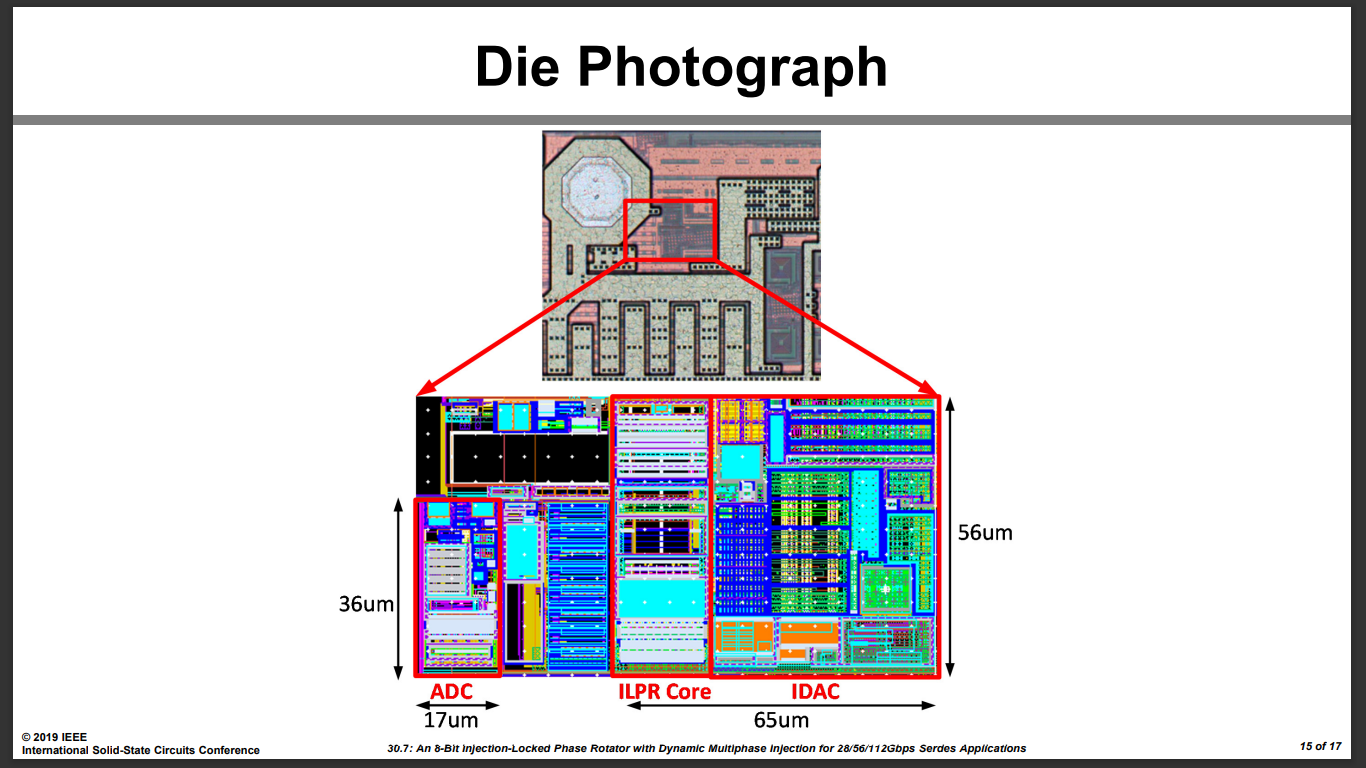 Die Photograph
56um
36um
ADC
ILPR Core
IDAC
17um
65um
© 2019 IEEE
International Solid-State Circuits Conference
30.7: An 8-Bit Injection-Locked Phase Rotator with Dynamic Multiphase Injection for 28/56/112Gbps Serdes Applications
15 of 17